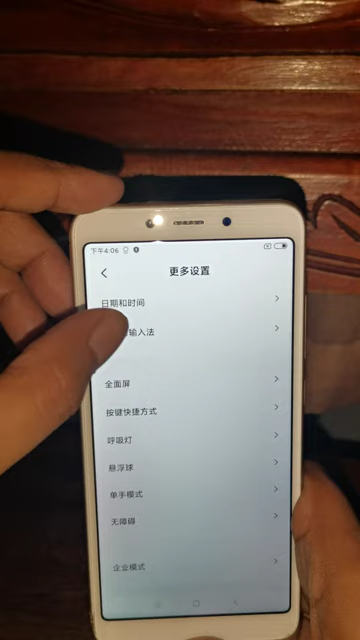 下午4:06
更多设置
日期和时间
输入法
全面屏
按键快捷方式
呼吸灯
悬浮球
单手模式
无障碍
企业模式